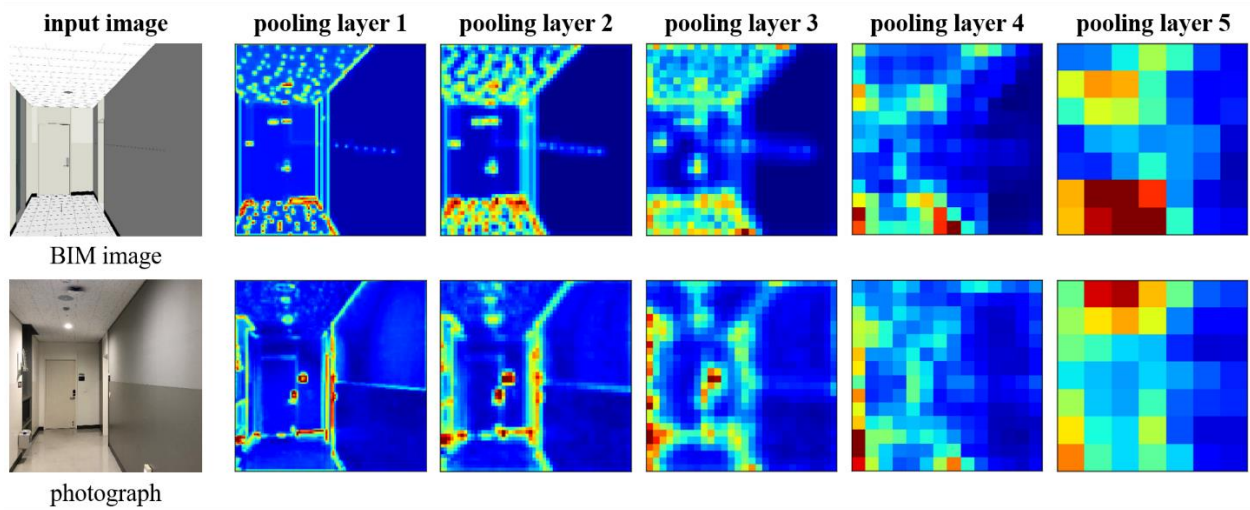 input image pooling layer 1 pooling layer 2 pooling layer 3 pooling layer 4 pooling layer 5
BIM image
photograph